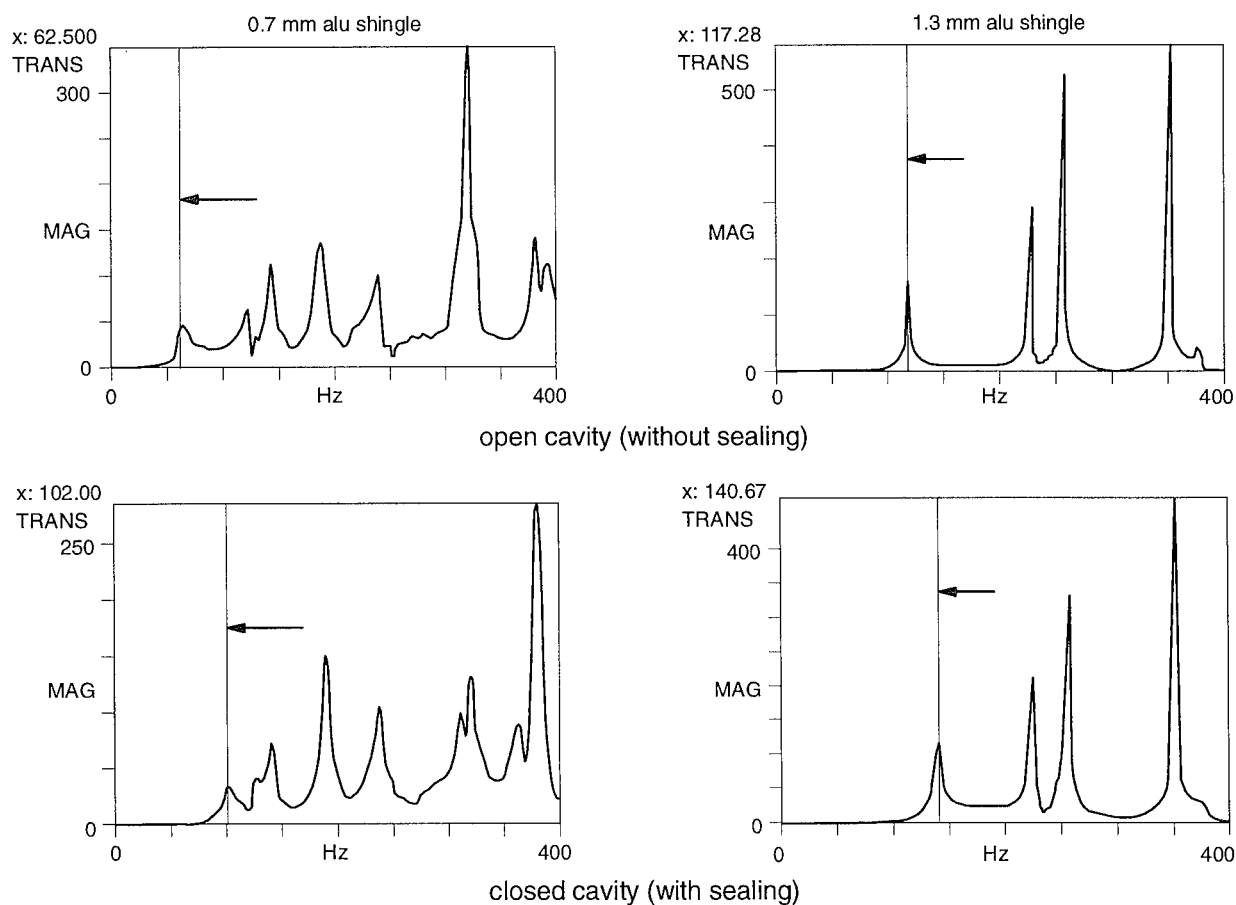 0.7 mm alu shingle
x: 62.500
TRANS
300
MAG
0
0
Hz
400
1.3 mm alu shingle
x: 117.28
TRANS
500
MAG
0
0
Hz
400
open cavity (without sealing)
x: 102.00
TRANS
250
MAG
0
0
Hz
400
x: 140.67
TRANS
400
MAG
0
0
Hz
400
closed cavity (with sealing)